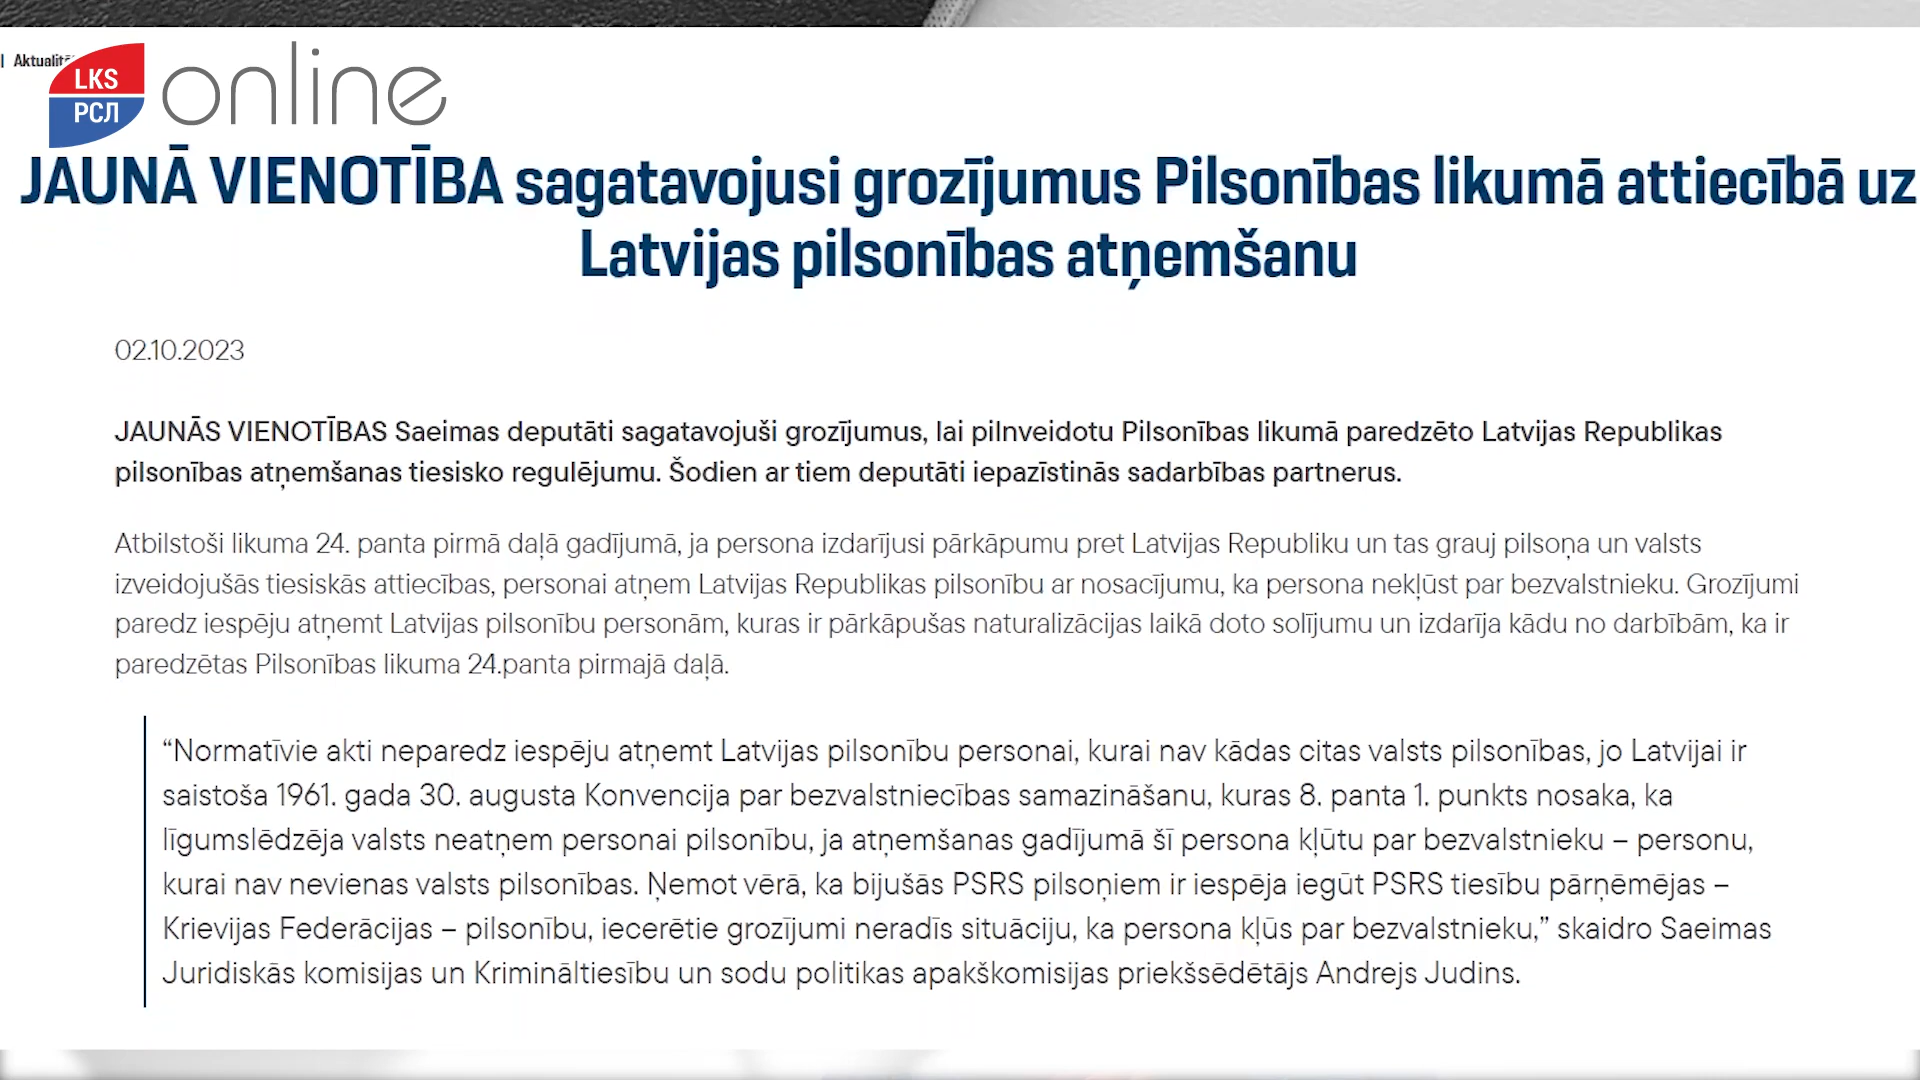 | Aktualitā
LKS
РСЛ
online
JAUNĀ VIENOTĪBA sagatavojusi grozījumus Pilsonības likumā attiecībā uz
Latvijas pilsonības atņemšanu
02.10.2023
JAUNĀS VIENOTĪBAS Saeimas deputāti sagatavojuši grozījumus, lai pilnveidotu Pilsonības likumā paredzēto Latvijas Republikas
pilsonības atņemšanas tiesisko regulējumu. Šodien ar tiem deputāti iepazīstinās sadarbības partnerus.
Atbilstoši likuma 24. panta pirmā daļā gadījumā, ja persona izdarījusi pārkāpumu pret Latvijas Republiku un tas grauj pilsoņa un valsts
izveidojušās tiesiskās attiecības, personai atņem Latvijas Republikas pilsonību ar nosacījumu, ka persona nekļūst par bezvalstnieku. Grozījumi
paredz iespēju atņemt Latvijas pilsonību personām, kuras ir pārkāpušas naturalizācijas laikā doto solījumu un izdarīja kādu no darbībām, ka ir
paredzētas Pilsonības likuma 24.panta pirmajā daļā.
“Normatīvie akti neparedz iespēju atņemt Latvijas pilsonību personai, kurai nav kādas citas valsts pilsonības, jo Latvijai ir
saistoša 1961. gada 30. augusta Konvencija par bezvalstniecības samazināšanu, kuras 8. panta 1. punkts nosaka, ka
līgumslēdzēja valsts neatņem personai pilsonību, ja atņemšanas gadījumā šī persona kļūtu par bezvalstnieku – personu,
kurai nav nevienas valsts pilsonības. Ņemot vērā, ka bijušās PSRS pilsoņiem ir iespēja iegūt PSRS tiesību pārņēmējas –
Krievijas Federācijas – pilsonību, iecerētie grozījumi neradīs situāciju, ka persona kļūs par bezvalstnieku,” skaidro Saeimas
Juridiskās komisijas un Krimināltiesību un sodu politikas apakškomisijas priekšsēdētājs Andrejs Judins.